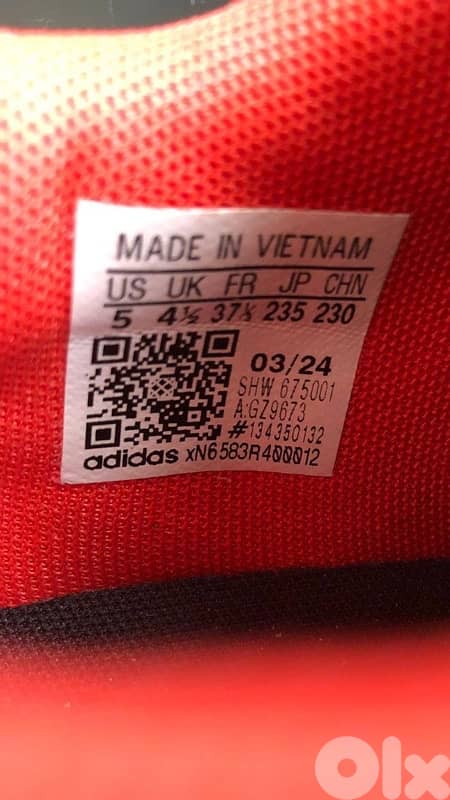 MADE IN VIETNAM
US UK FR JP CHN
5 4½ 37⅓ 235 230
03/24
SHW 675001
A:GZ9673
#134350132
adidas xN6583R400012
Olx